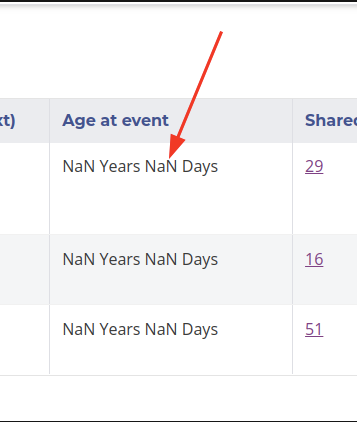 xt) Age at event Shared
NaN Years NaN Days 29
NaN Years NaN Days 16
NaN Years NaN Days 51